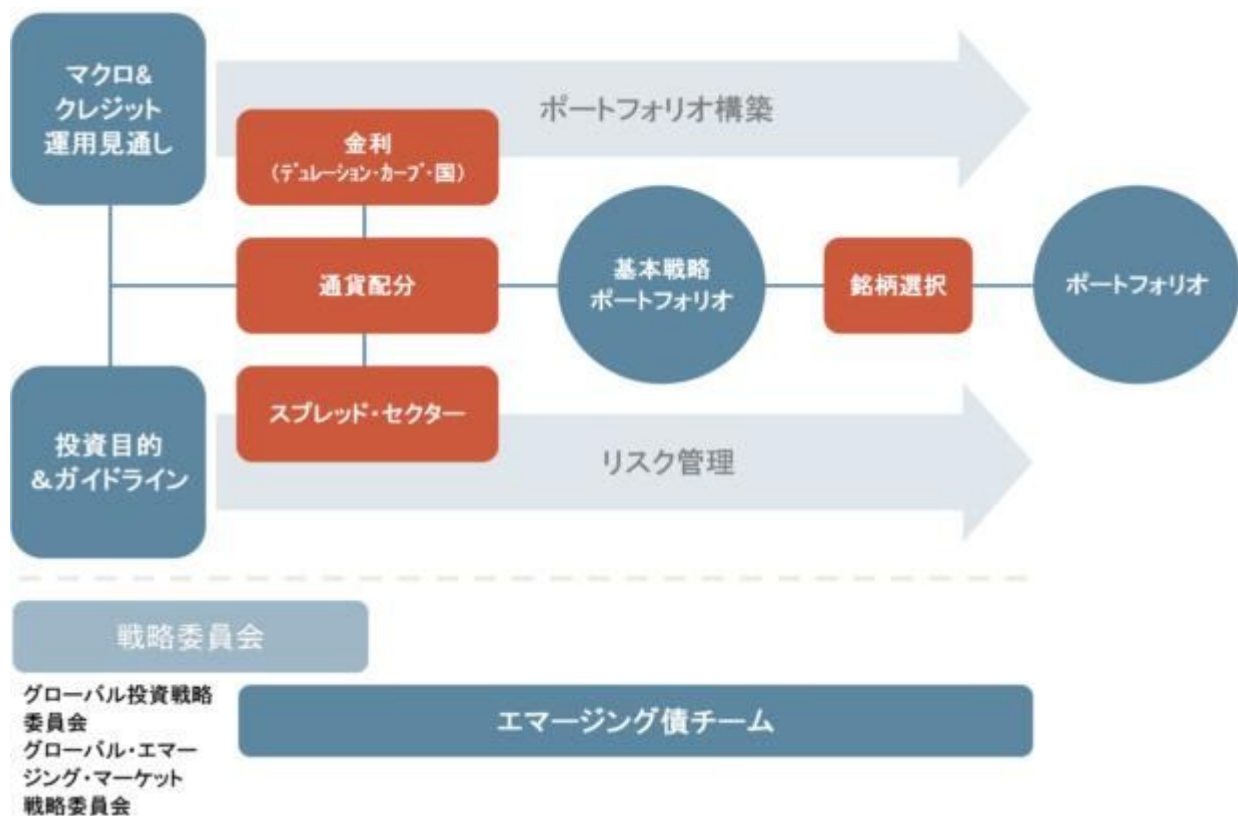 マクロ&
クレジット
運用見通し
ポートフォリオ構築
金利
(ﾃﾞｭﾚｰｼｮﾝ・ｶｰﾌﾞ・国)
通貨配分
基本戦略
ポートフォリオ
銘柄選択
ポートフォリオ
スプレッド・セクター
投資目的
&ガイドライン
リスク管理
戦略委員会
グローバル投資戦略
委員会
グローバル・エマー
ジング・マーケット
戦略委員会
エマージング債チーム